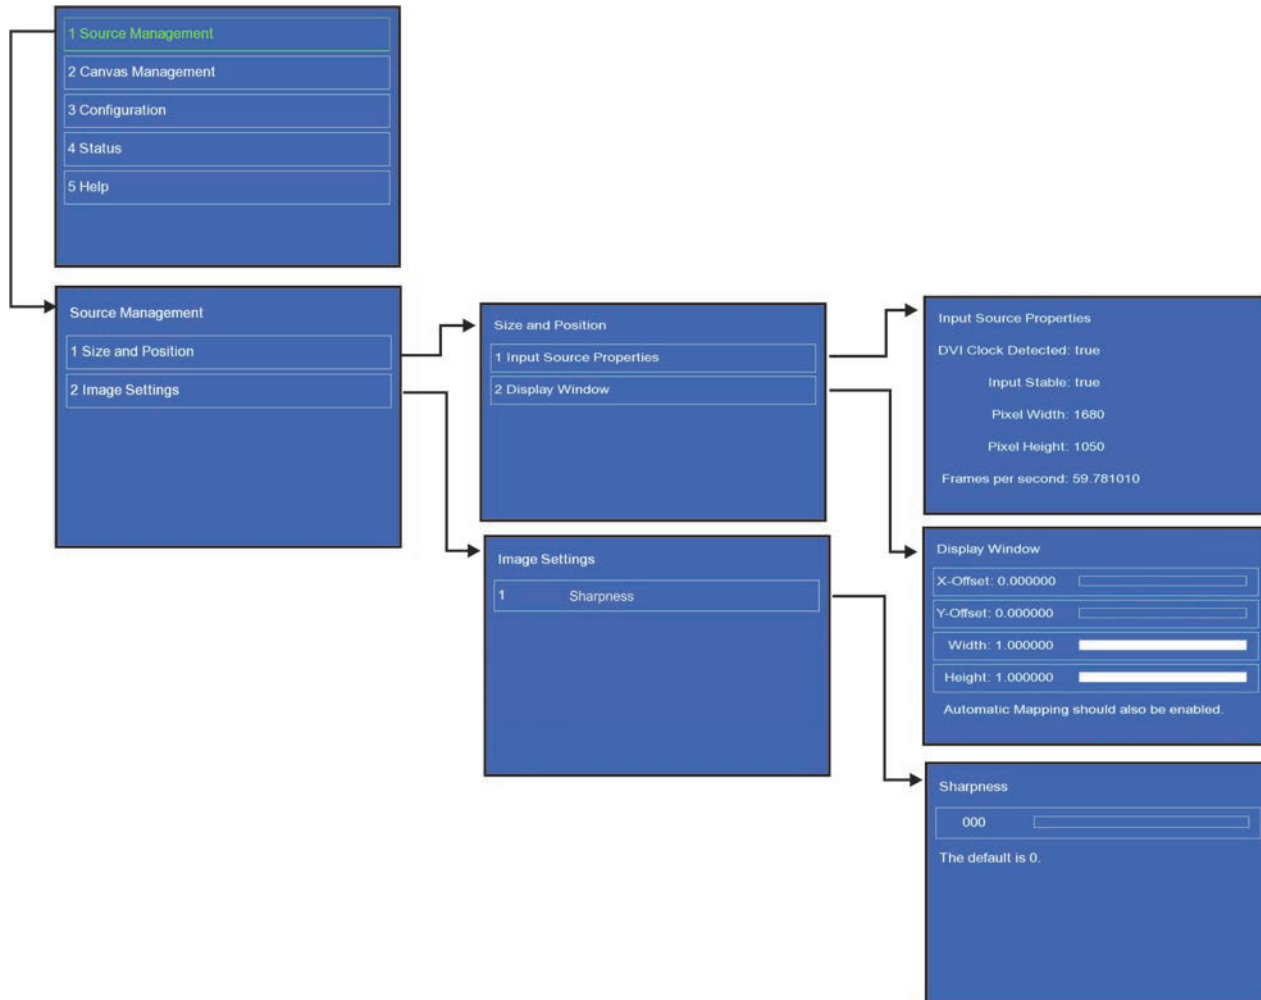 1 Source Management
2 Canvas Management
3 Configuration
4 Status
5 Help
Source Management
1 Size and Position
2 Image Settings
Size and Position
1 Input Source Properties
2 Display Window
Image Settings
1 Sharpness
Input Source Properties
DVI Clock Detected: true
Input Stable: true
Pixel Width: 1680
Pixel Height: 1050
Frames per second: 59.781010
Display Window
X-Offset: 0.000000
Y-Offset: 0.000000
Width: 1.000000
Height: 1.000000
Automatic Mapping should also be enabled.
Sharpness
000
The default is 0.